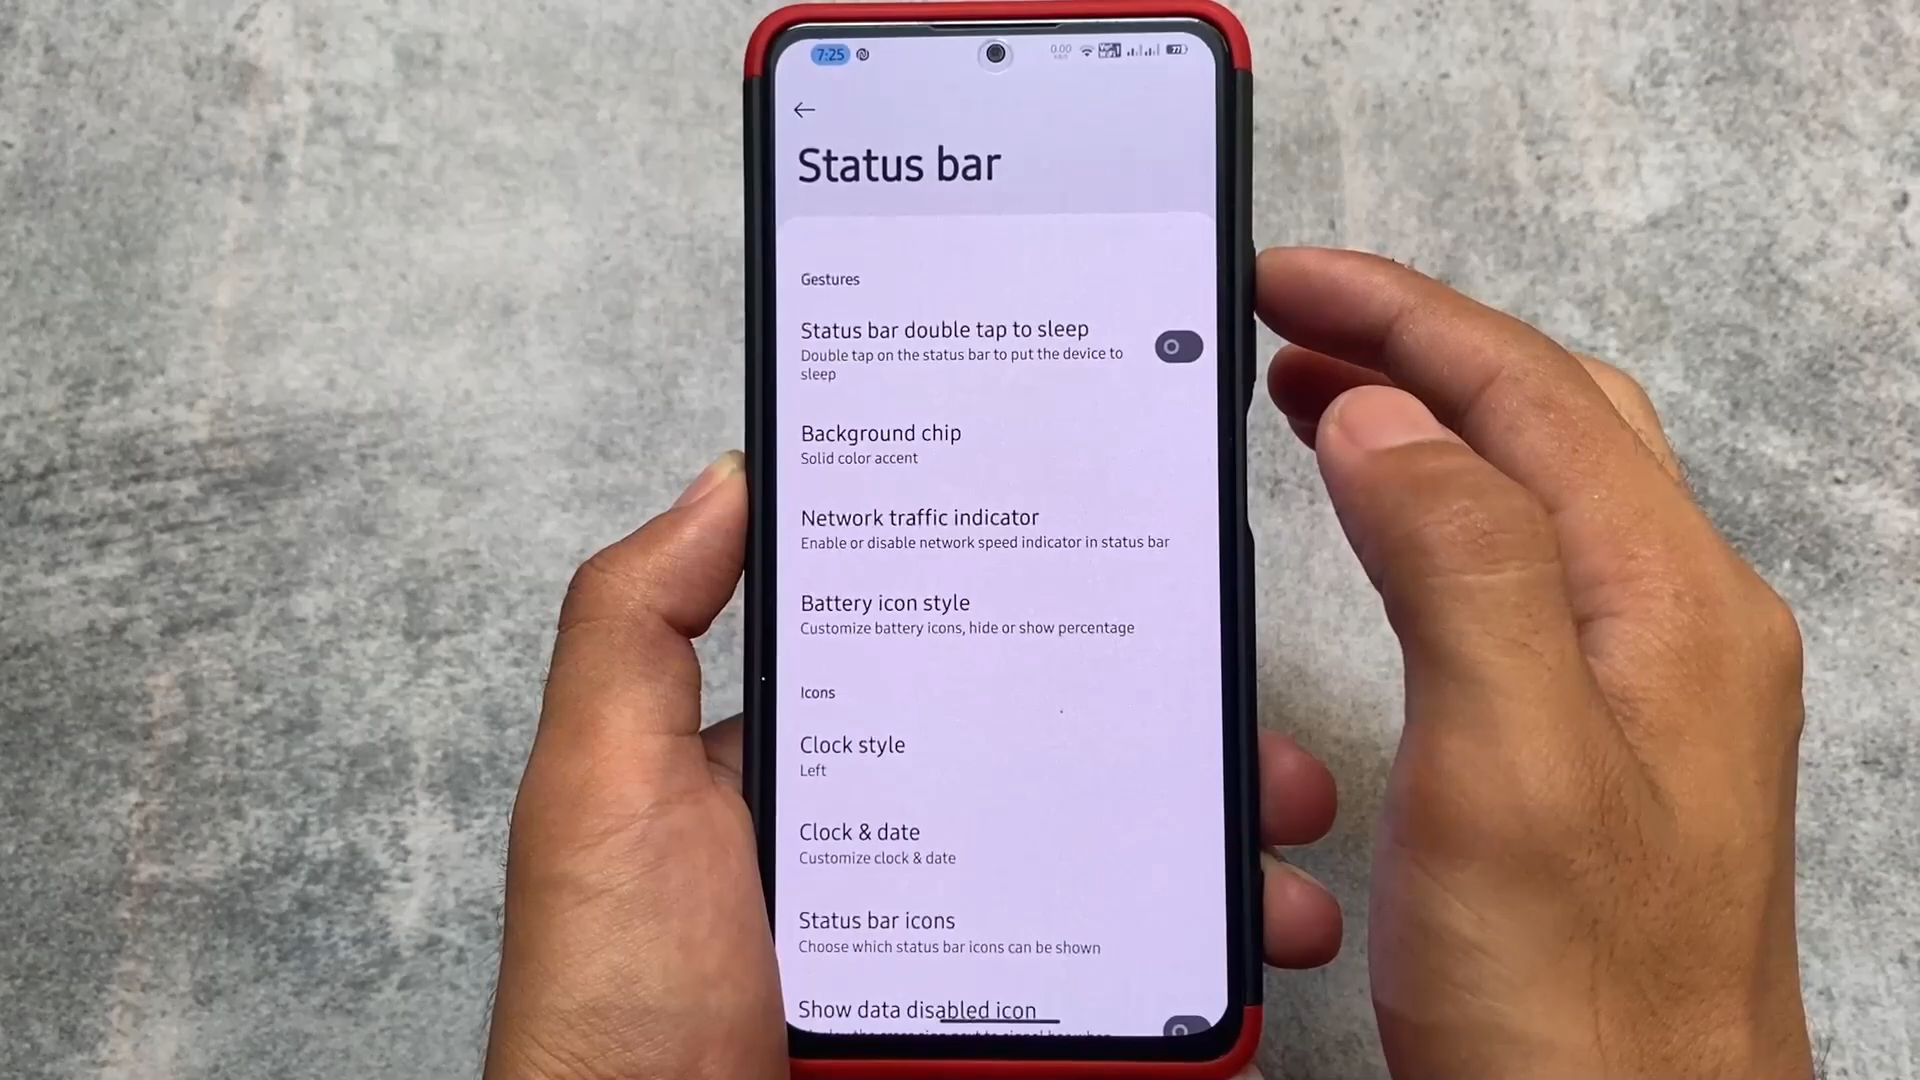 7:25 0.00 77
Status bar
Gestures
Status bar double tap to sleep
Double tap on the status bar to put the device to
sleep
Background chip
Solid color accent
Network traffic indicator
Enable or disable network speed indicator in status bar
Battery icon style
Customize battery icons, hide or show percentage
Icons
Clock style
Left
Clock & date
Customize clock & date
Status bar icons
Choose which status bar icons can be shown
Show data disabled icon